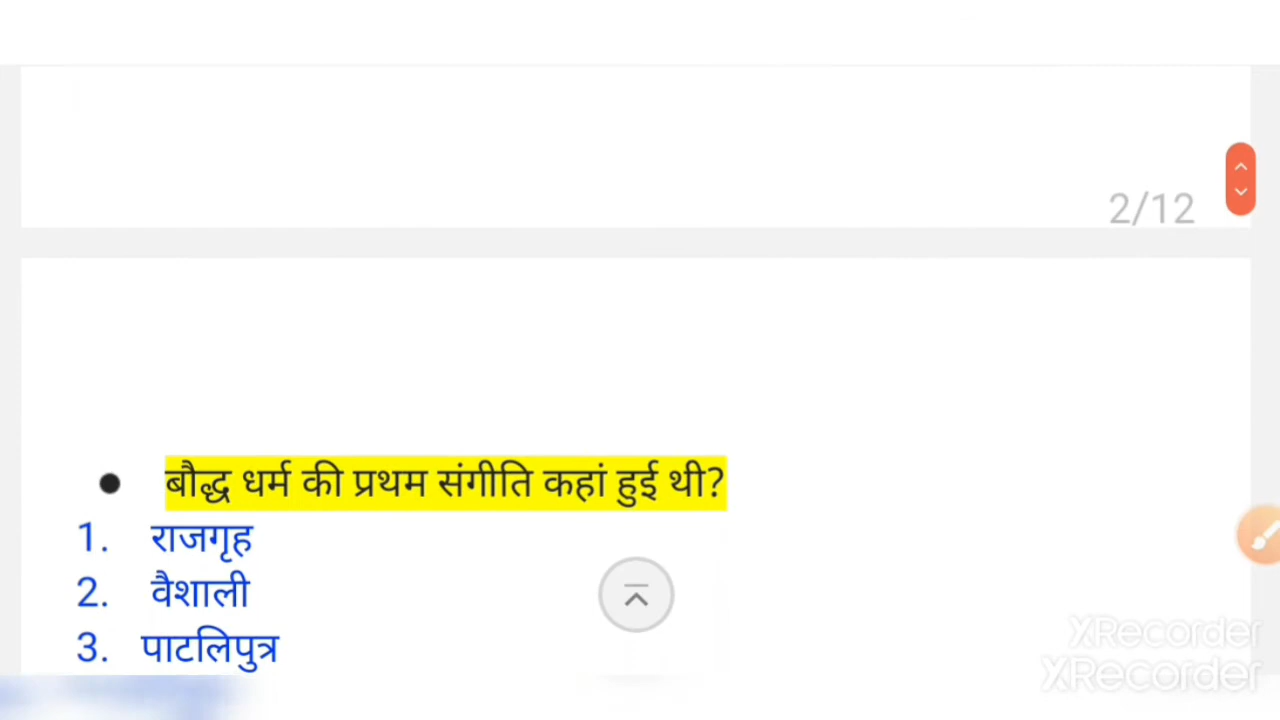 2/12
● बौद्ध धर्म की प्रथम संगीति कहां हुई थी?
1. राजगृह
2. वैशाली
3. पाटलिपुत्र
XRecorder
XRecorder